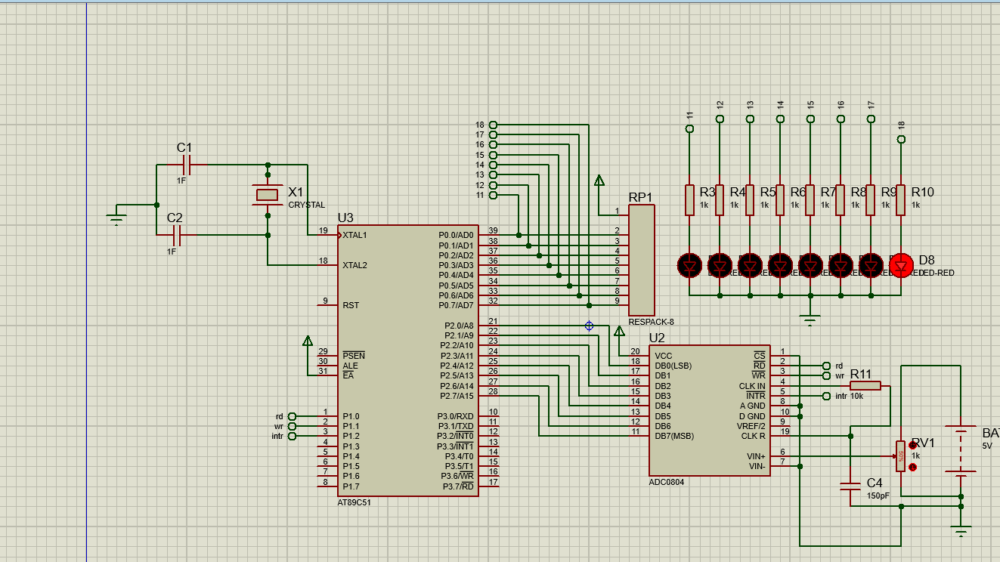 C1
1F
C2
1F
X1
CRYSTAL
18
17
16
15
14
13
12
11
U3
19 XTAL1
18 XTAL2
9 RST
29 PSEN
30 ALE
31 EA
rd 1 P1.0
wr 2 P1.1
intr 3 P1.2
4 P1.3
5 P1.4
6 P1.5
7 P1.6
8 P1.7
P0.0/AD0 39
P0.1/AD1 38
P0.2/AD2 37
P0.3/AD3 36
P0.4/AD4 35
P0.5/AD5 34
P0.6/AD6 33
P0.7/AD7 32
P2.0/A8 21
P2.1/A9 22
P2.2/A10 23
P2.3/A11 24
P2.4/A12 25
P2.5/A13 26
P2.6/A14 27
P2.7/A15 28
P3.0/RXD 10
P3.1/TXD 11
P3.2/INT0 12
P3.3/INT1 13
P3.4/T0 14
P3.5/T1 15
P3.6/WR 16
P3.7/RD 17
AT89C51
RP1
1
2
3
4
5
6
7
8
9
RESPACK-8
11 12 13 14 15 16 17 18
R3 R4 R5 R6 R7 R8 R9 R10
1k 1k 1k 1k 1k 1k 1k 1k
D8
LED-RED
U2
20 VCC
18 DB0(LSB)
17 DB1
16 DB2
15 DB3
14 DB4
13 DB5
12 DB6
11 DB7(MSB)
CS 1
RD 2 rd
WR 3 wr
CLK IN 4
INTR 5 intr
A GND 8
D GND 10
VREF/2 9
CLK R 19
VIN+ 6
VIN- 7
ADC0804
R11
10k
RV1
1k
50%
C4
150pF
BAT
5V